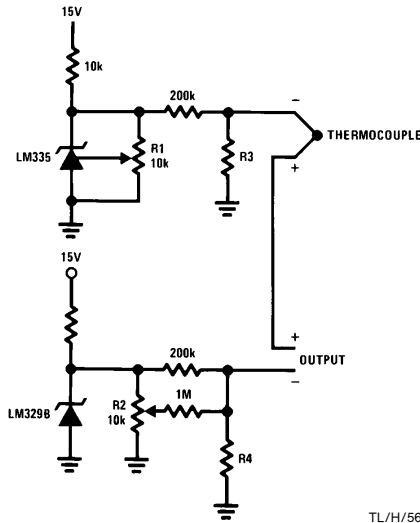 15V
10k
200k
−
THERMOCOUPLE
LM335
R1
10k
R3
+
15V
+
200k
OUTPUT
−
1M
LM329B
R2
10k
R4
TL/H/56